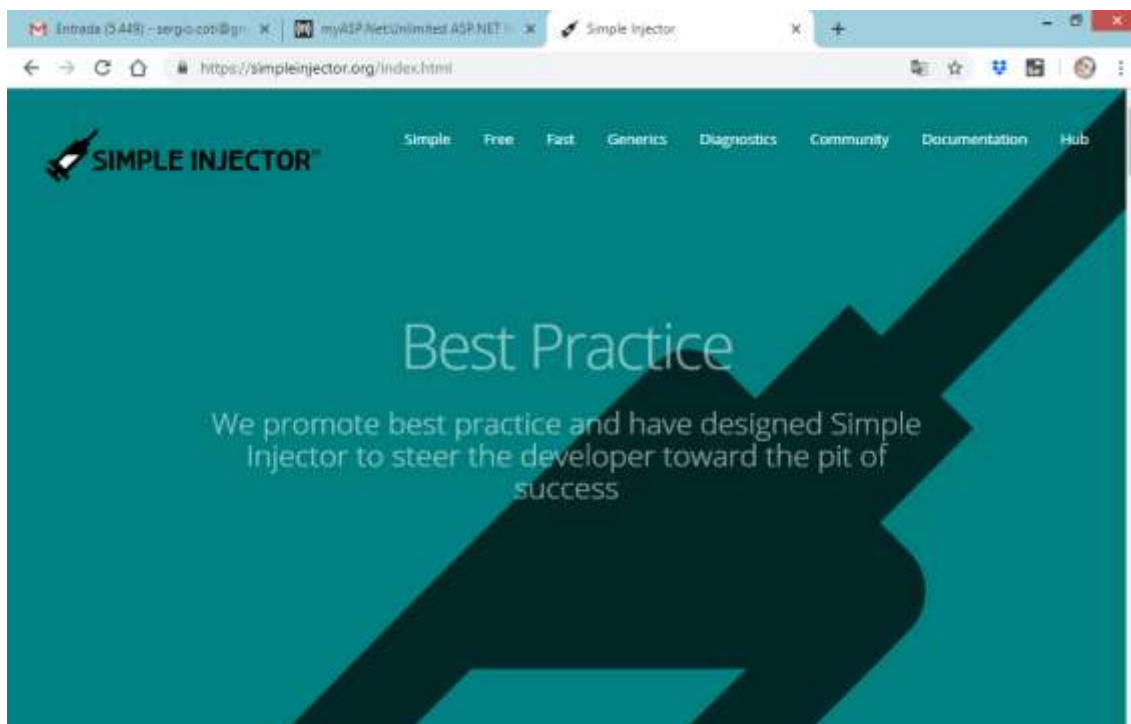 Entrada (5.449) - sergio.coti@g
myASP.Net:Unlimited ASP.NET
Simple Injector
https://simpleinjector.org/index.html
SIMPLE INJECTOR
Simple Free Fast Generics Diagnostics Community Documentation Hub
Best Practice
We promote best practice and have designed Simple
Injector to steer the developer toward the pit of
success